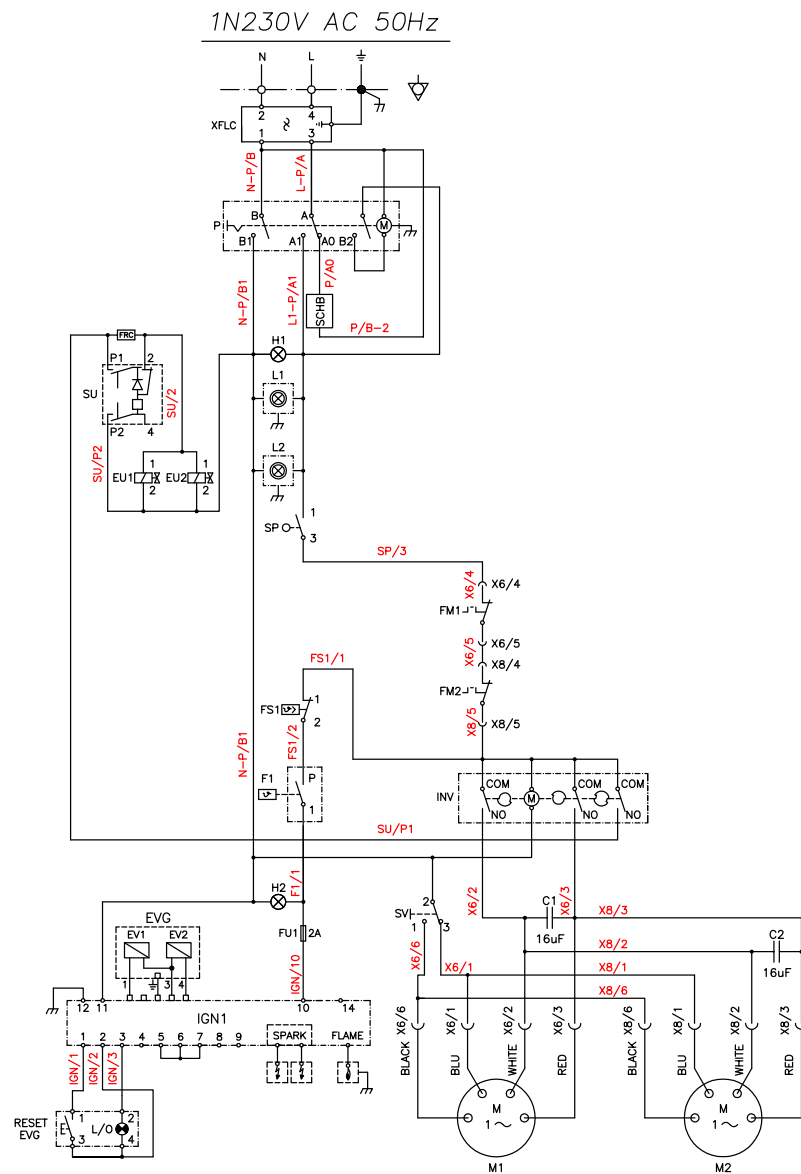 1N230V AC 50Hz
N L
2 4
XFLC
1 3
N-P/B L-P/A
B A
P M
B1 A1 A0 B2
N-P/B1 L1-P/A1 P/A0
SCHB
P/B-2
FRC
H1
P1 2
SU
SU/2
L1
P2 4
SU/P2
L2
1 1
EU1 EU2
2 2
1
SP
3
SP/3
X6/4 X6/4
FM1
X6/5 X6/5
X8/4
FS1/1
FM2
1
FS1
X8/5 X8/5
2
FS1/2
N-P/B1
F1 P
1
COM COM COM
INV M
NO NO NO
SU/P1
H2
F1/1
2
SV
1 3
X6/2 X6/3
C1
16uF
X8/3
EVG
EV1 EV2
FU1 2A
X8/2
C2
16uF
X6/6 X6/1 X8/1
1 3 4
IGN/10
X8/6
12 11 10 14
IGN1
X6/6 X6/1 X6/2 X6/3 X8/6 X8/1 X8/2 X8/3
1 2 3 4 5 6 7 8 9 SPARK FLAME
BLACK BLU WHITE RED BLACK BLU WHITE RED
IGN/1 IGN/2 IGN/3
RESET
EVG
1 2
E L/O
3 4
M
1~
M
1~
M1 M2